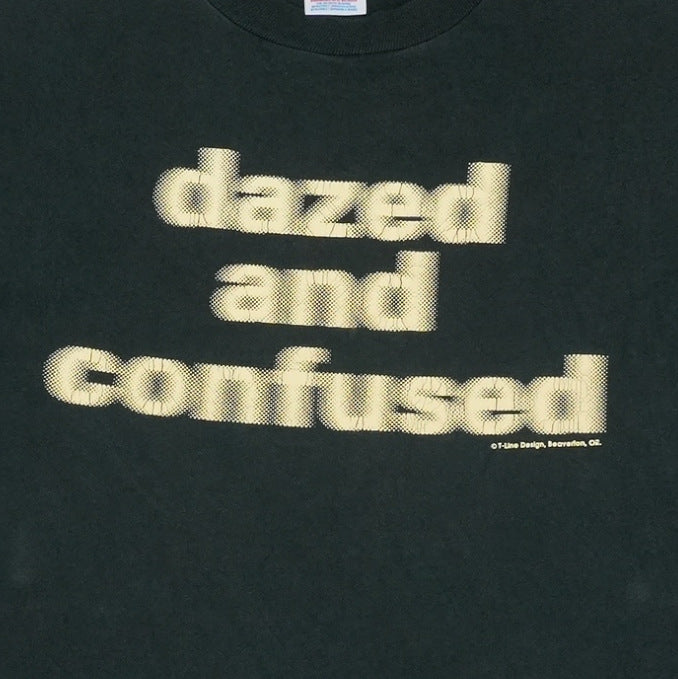 dazed
and
confused
©T-Line Design, Beaverton, OR.